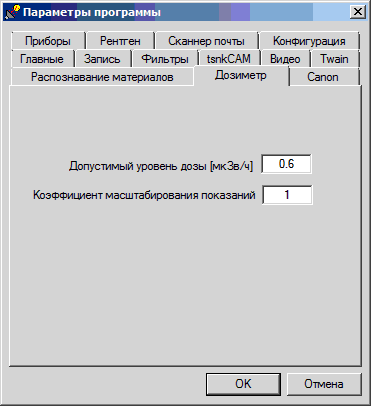 Параметры программы
Приборы Рентген Сканнер почты Конфигурация
Главные Запись Фильтры tsnkCAM Видео Twain
Распознавание материалов Дозиметр Canon
Допустимый уровень дозы [мкЗв/ч] 0.6
Коэффициент масштабирования показаний 1
OK Отмена